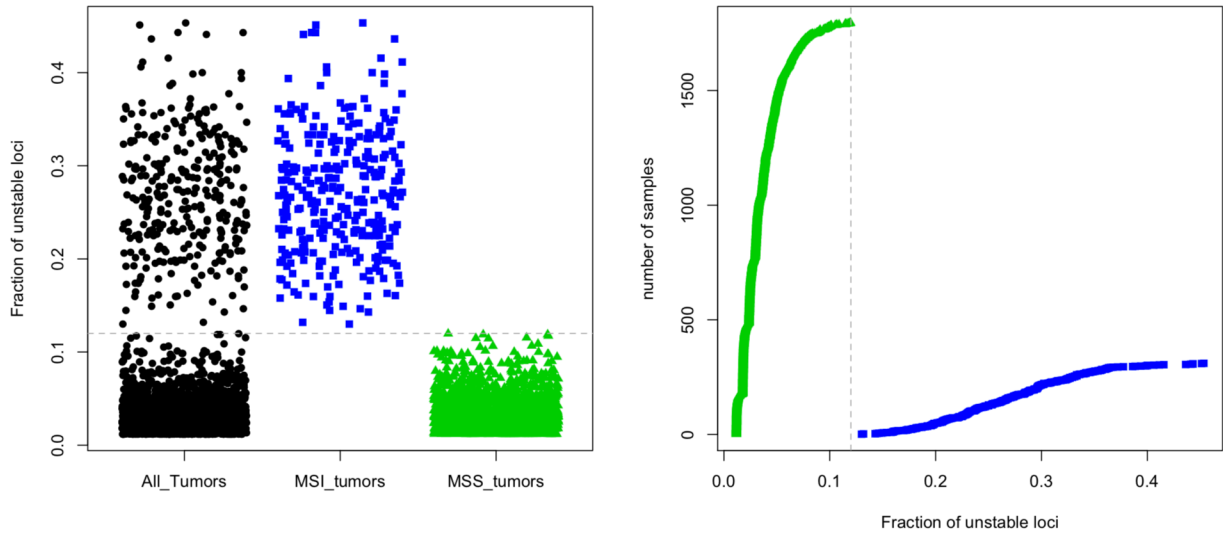 Fraction of unstable loci
0.0
0.1
0.2
0.3
0.4
All_Tumors
MSI_tumors
MSS_tumors
number of samples
0
500
1000
1500
0.0
0.1
0.2
0.3
0.4
Fraction of unstable loci